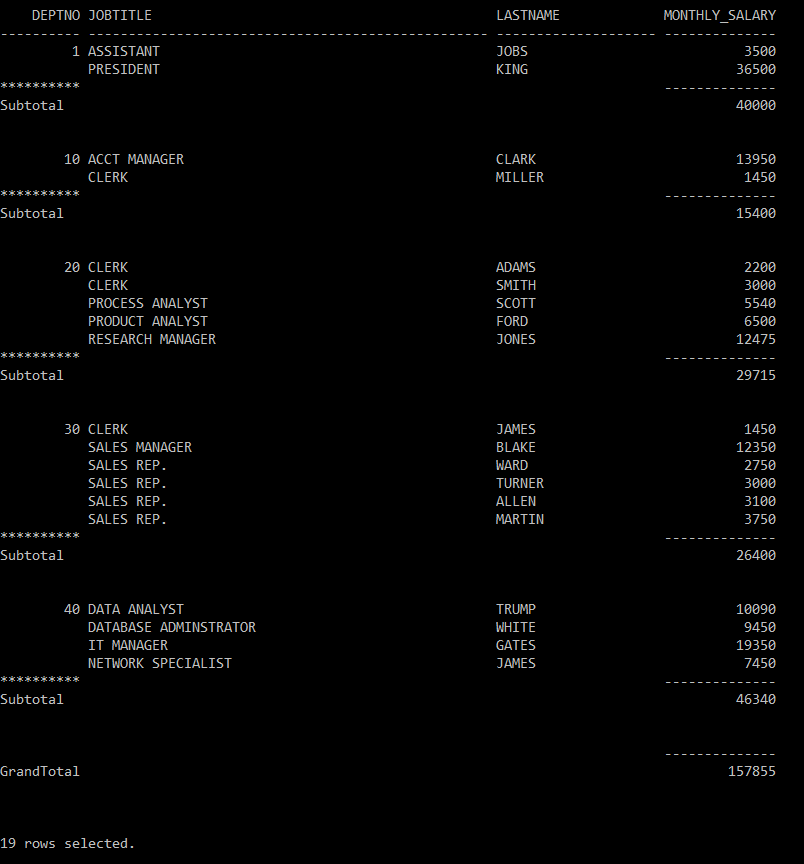 DEPTNO JOBTITLE                                           LASTNAME             MONTHLY_SALARY
---------- -------------------------------------------------- -------------------- --------------
         1 ASSISTANT                                          JOBS                           3500
           PRESIDENT                                          KING                          36500
**********                                                                         --------------
Subtotal                                                                                    40000
        10 ACCT MANAGER                                       CLARK                         13950
           CLERK                                              MILLER                         1450
**********                                                                         --------------
Subtotal                                                                                    15400
        20 CLERK                                              ADAMS                          2200
           CLERK                                              SMITH                          3000
           PROCESS ANALYST                                    SCOTT                          5540
           PRODUCT ANALYST                                    FORD                           6500
           RESEARCH MANAGER                                   JONES                         12475
**********                                                                         --------------
Subtotal                                                                                    29715
        30 CLERK                                              JAMES                          1450
           SALES MANAGER                                      BLAKE                         12350
           SALES REP.                                         WARD                           2750
           SALES REP.                                         TURNER                         3000
           SALES REP.                                         ALLEN                          3100
           SALES REP.                                         MARTIN                         3750
**********                                                                         --------------
Subtotal                                                                                    26400
        40 DATA ANALYST                                       TRUMP                         10090
           DATABASE ADMINSTRATOR                              WHITE                          9450
           IT MANAGER                                         GATES                         19350
           NETWORK SPECIALIST                                 JAMES                          7450
**********                                                                         --------------
Subtotal                                                                                    46340
                                                                                   --------------
GrandTotal                                                                                 157855
19 rows selected.